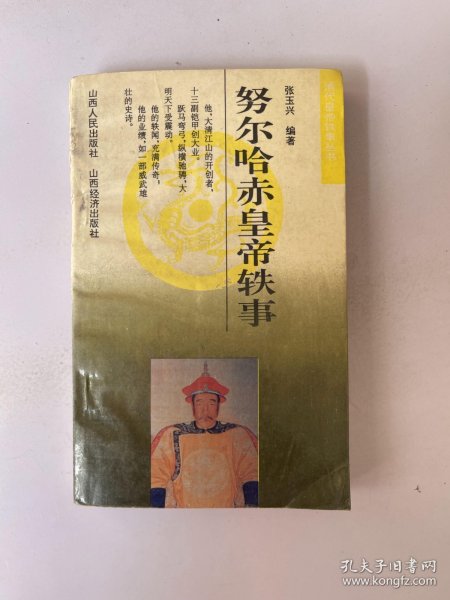 张玉兴 编著
努尔哈赤皇帝轶事
他，大清江山的开创者，
十三副铠甲创大业。
跃马弯弓，纵横驰骋，大
明天下受震动。
他的轶闻，充满传奇。
他的业绩，如一部威武雄
壮的史诗。
山西人民出版社 山西经济出版社
孔夫子旧书网
www.kongfz.com